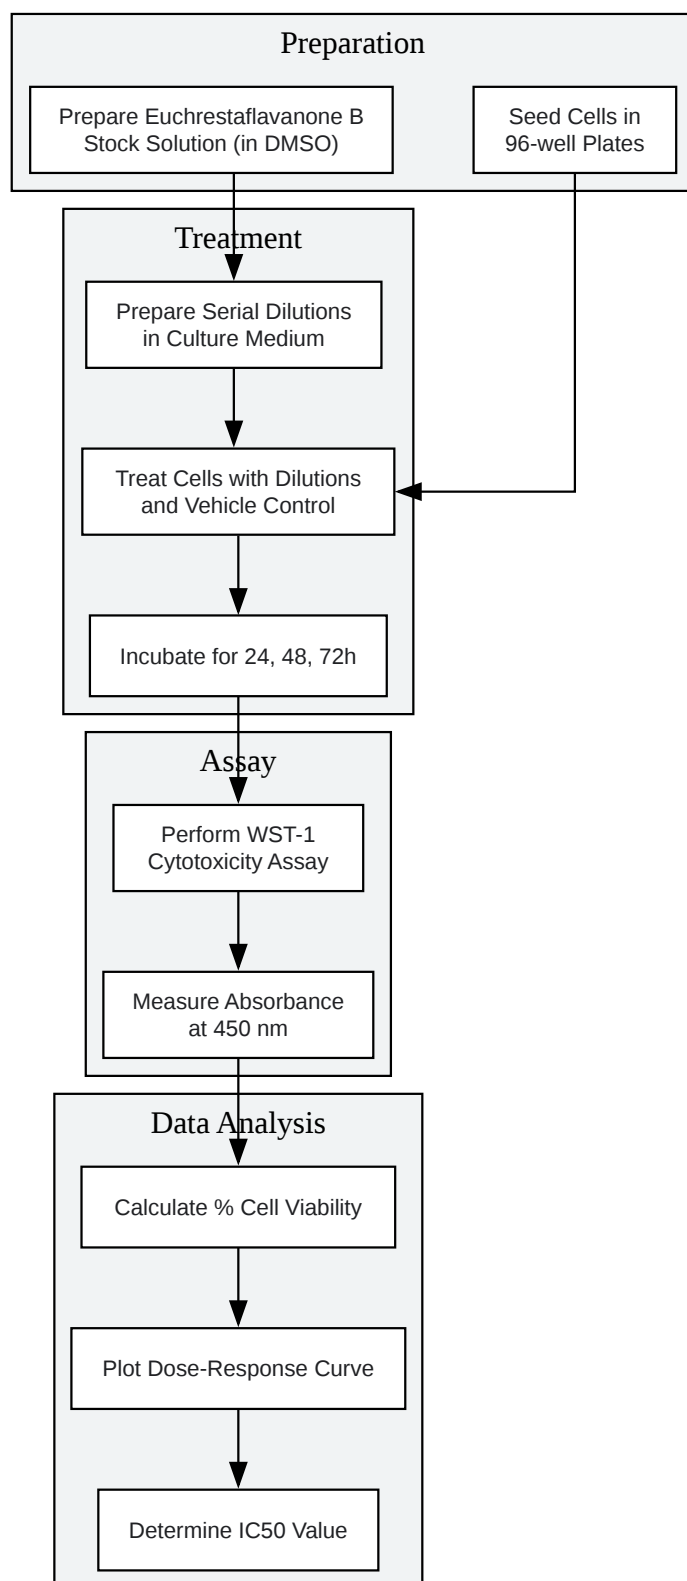 Preparation
Prepare Euchrestaflavanone B
Stock Solution (in DMSO)
Seed Cells in
96-well Plates
Treatment
Prepare Serial Dilutions
in Culture Medium
Treat Cells with Dilutions
and Vehicle Control
Incubate for 24, 48, 72h
Assay
Perform WST-1
Cytotoxicity Assay
Measure Absorbance
at 450 nm
Data Analysis
Calculate % Cell Viability
Plot Dose-Response Curve
Determine IC50 Value